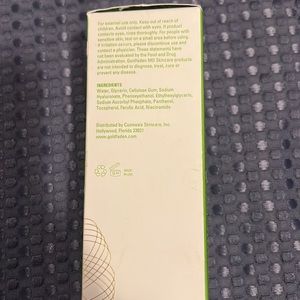 For external use only. Keep out of reach of
children. Avoid contact with eyes. If product
contacts eyes, rinse thoroughly. For people with
sensitive skin, test on a small area before using.
If irritation occurs, please discontinue use and
contact a physician. These statements have
not been evaluated by the Food and Drug
Administration. Goldfaden MD Skincare products
are not intended to diagnose, treat, cure or
prevent any disease.
INGREDIENTS
Water, Glycerin, Cellulose Gum, Sodium
Hyaluronate, Phenoxyethanol, Ethylhexylglycerin,
Sodium Ascorbyl Phosphate, Panthenol,
Tocopherol, Ferulic Acid, Niacinamide
Distributed by Skincare, Inc.
Hollywood, Florida 33021
www.goldfaden.com